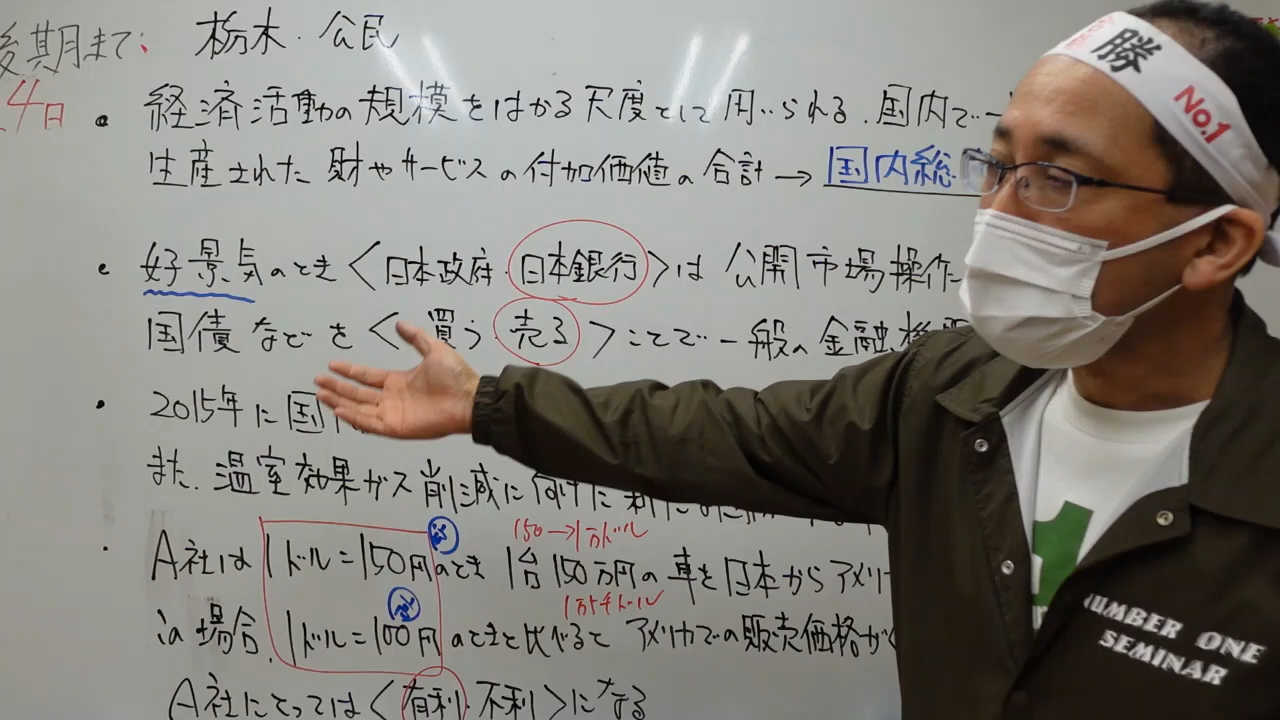 後期まで:
栃木・公民
4日
・経済活動の規模をはかる尺度として用いられる.国内で一
生産された財やサービスの付加価値の合計→国内総
・好景気のとき〈日本政府・日本銀行〉は公開市場操作
国債などを〈買う・売る〉ことで一般の金融機関
・2015年に国
また.温室効果ガス削減に向けた新たな
150→1万ドル
・A社は1ドル=150円のとき1台150万円の車を日本からアメリ
1万5千ドル
场合.1ドル=100円のときと比べるとアメリカでの販売価格が
A社にとっては〈有利・不利〉になる
合格
勝
No.1
NUMBER ONE
SEMINAR